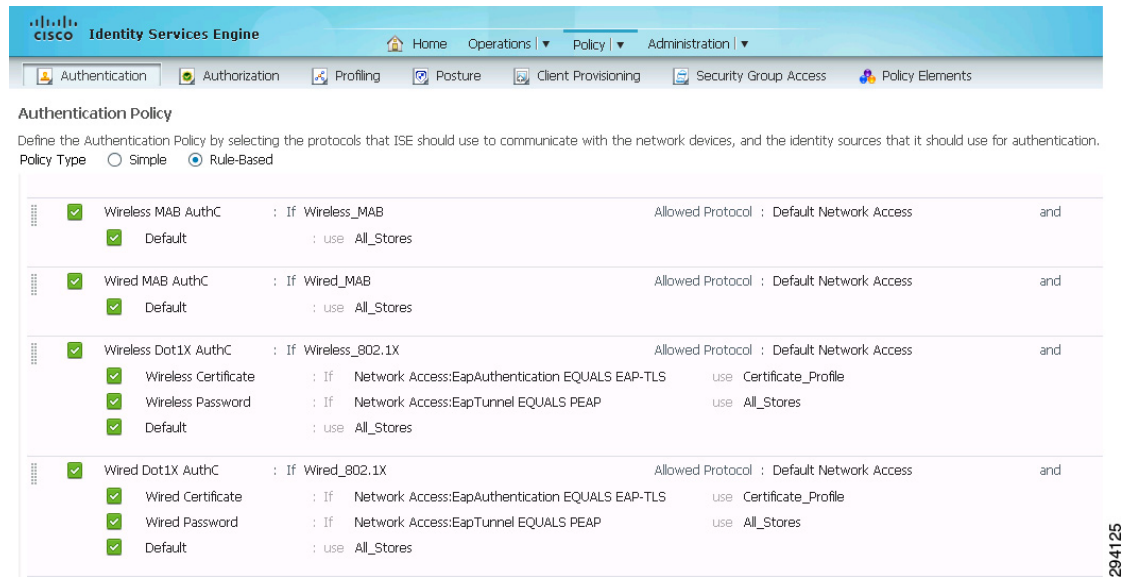 cisco Identity Services Engine
Home Operations Policy Administration
Authentication Authorization Profiling Posture Client Provisioning Security Group Access Policy Elements
Authentication Policy
Define the Authentication Policy by selecting the protocols that ISE should use to communicate with the network devices, and the identity sources that it should use for authentication.
Policy Type Simple Rule-Based
Wireless MAB AuthC : If Wireless_MAB Allowed Protocol : Default Network Access and
Default : use All_Stores
Wired MAB AuthC : If Wired_MAB Allowed Protocol : Default Network Access and
Default : use All_Stores
Wireless Dot1X AuthC : If Wireless_802.1X Allowed Protocol : Default Network Access and
Wireless Certificate : If Network Access:EapAuthentication EQUALS EAP-TLS use Certificate_Profile
Wireless Password : If Network Access:EapTunnel EQUALS PEAP use All_Stores
Default : use All_Stores
Wired Dot1X AuthC : If Wired_802.1X Allowed Protocol : Default Network Access and
Wired Certificate : If Network Access:EapAuthentication EQUALS EAP-TLS use Certificate_Profile
Wired Password : If Network Access:EapTunnel EQUALS PEAP use All_Stores
Default : use All_Stores
294125